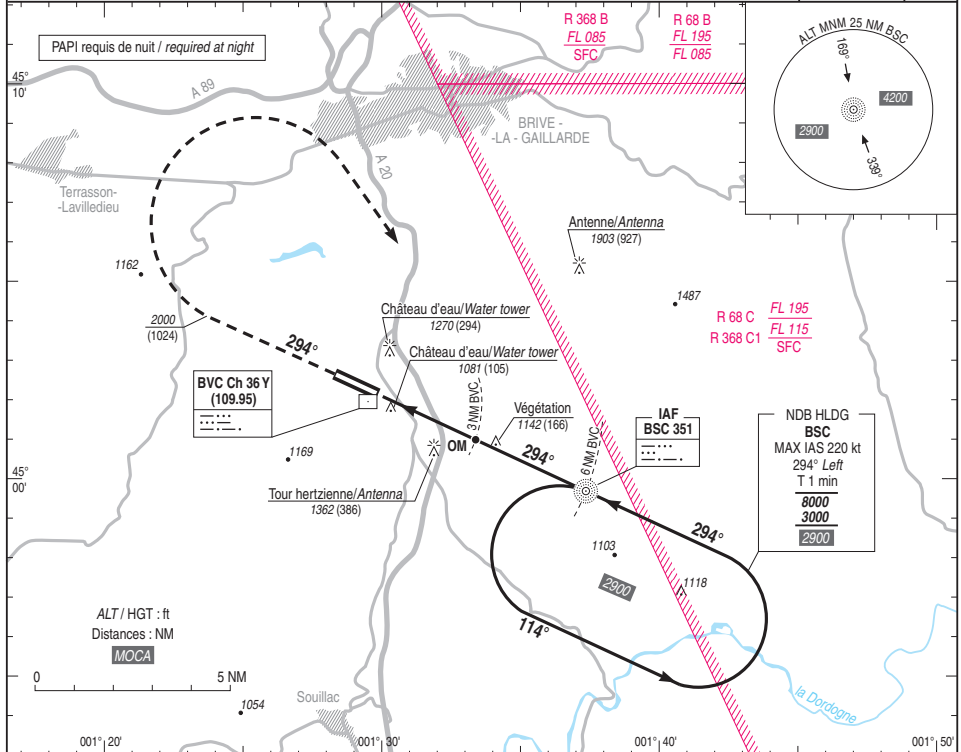 PAPI requis de nuit / required at night
R 368 B
FL 085
SFC
R 68 B
FL 195
FL 085
ALT MNM 25 NM BSC
169°
4200
2900
339°
45°
10'
A 89
BRIVE -
-LA - GAILLARDE
A 20
Terrasson-
Lavilledieu
Antenne/Antenna
1903 (927)
1162
1487
2000
(1024)
294°
Château d'eau/Water tower
1270 (294)
R 68 C
FL 195
R 368 C1
FL 115
SFC
Château d'eau/Water tower
1081 (105)
BVC Ch 36 Y
(109.95)
3 NM BVC
Végétation
1142 (166)
IAF
BSC 351
NDB HLDG
BSC
MAX IAS 220 kt
294° Left
T 1 min
8000
3000
2900
OM
294°
6 NM BVC
1169
45°
00'
Tour hertzienne/Antenna
1362 (386)
294°
1103
2900
1118
114°
ALT / HGT : ft
Distances : NM
MOCA
0
5 NM
1054
Souillac
la Dordogne
001° 20'
001° 30'
001° 40'
001° 50'